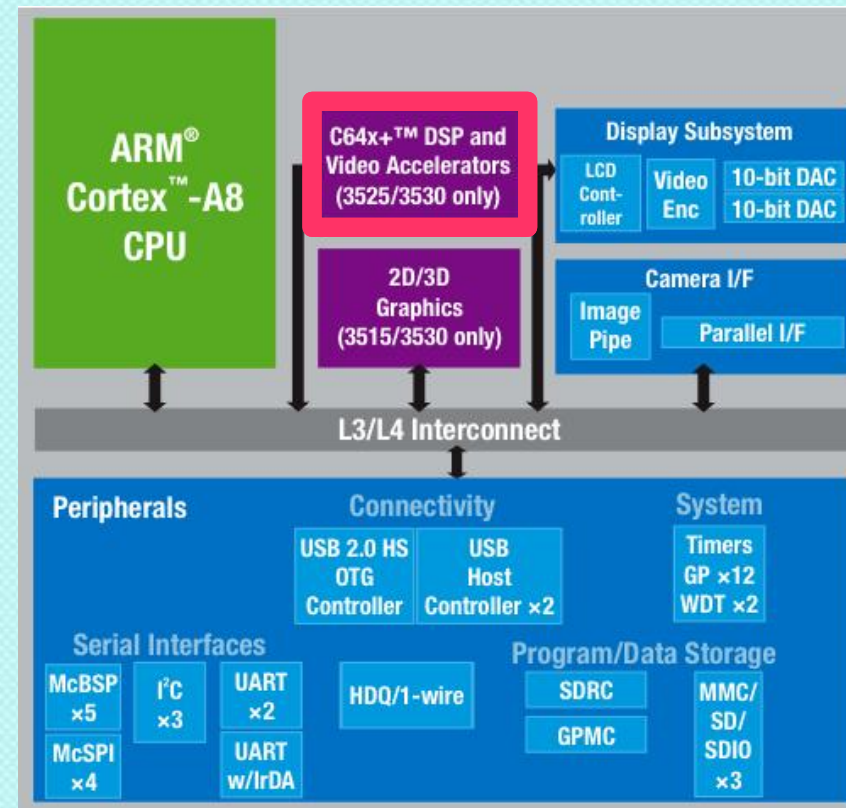 ARM®
Cortex™-A8
CPU
C64x+™ DSP and
Video Accelerators
(3525/3530 only)
2D/3D
Graphics
(3515/3530 only)
Display Subsystem
LCD
Cont-
roller
Video
Enc
10-bit DAC
10-bit DAC
Camera I/F
Image
Pipe
Parallel I/F
L3/L4 Interconnect
Peripherals
Connectivity
USB 2.0 HS
OTG
Controller
USB
Host
Controller ×2
System
Timers
GP ×12
WDT ×2
Serial Interfaces
McBSP
×5
I²C
×3
UART
×2
McSPI
×4
UART
w/IrDA
HDQ/1-wire
Program/Data Storage
SDRC
GPMC
MMC/
SD/
SDIO
×3